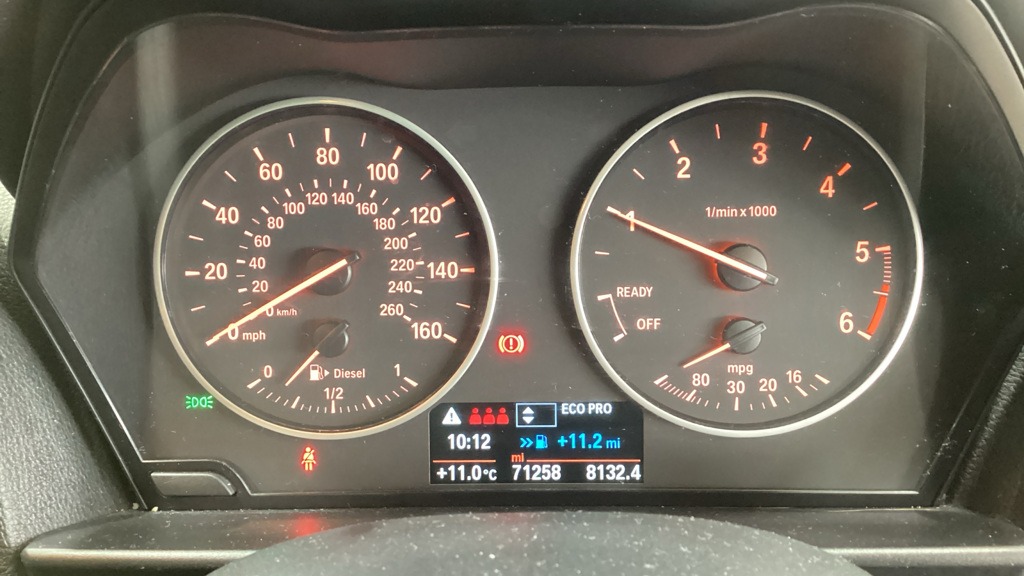 0 20 40 60 80 100 120 140 160
mph
0 20 40 60 80 100 120 140 160 180 200 220 240 260
km/h
0 1/2 1
Diesel
1 2 3 4 5 6
1/min x 1000
READY
OFF
mpg
80 30 20 16
ECO PRO
10:12 +11.2 mi
mi
+11.0°C 71258 8132.4